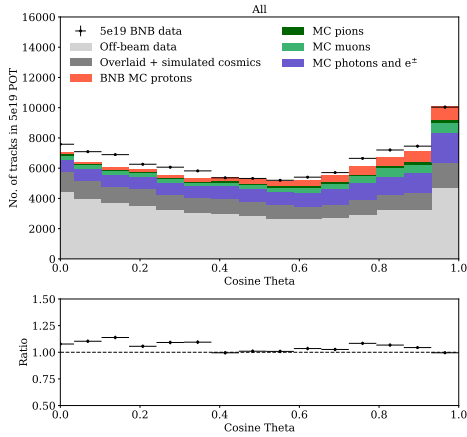 All
16000
14000
12000
10000
8000
6000
4000
2000
0
No. of tracks in 5e19 POT
5e19 BNB data
Off-beam data
Overlaid + simulated cosmics
BNB MC protons
MC pions
MC muons
MC photons and e±
0.0 0.2 0.4 0.6 0.8 1.0
Cosine Theta
1.50
1.25
1.00
0.75
0.50
Ratio
0.0 0.2 0.4 0.6 0.8 1.0
Cosine Theta